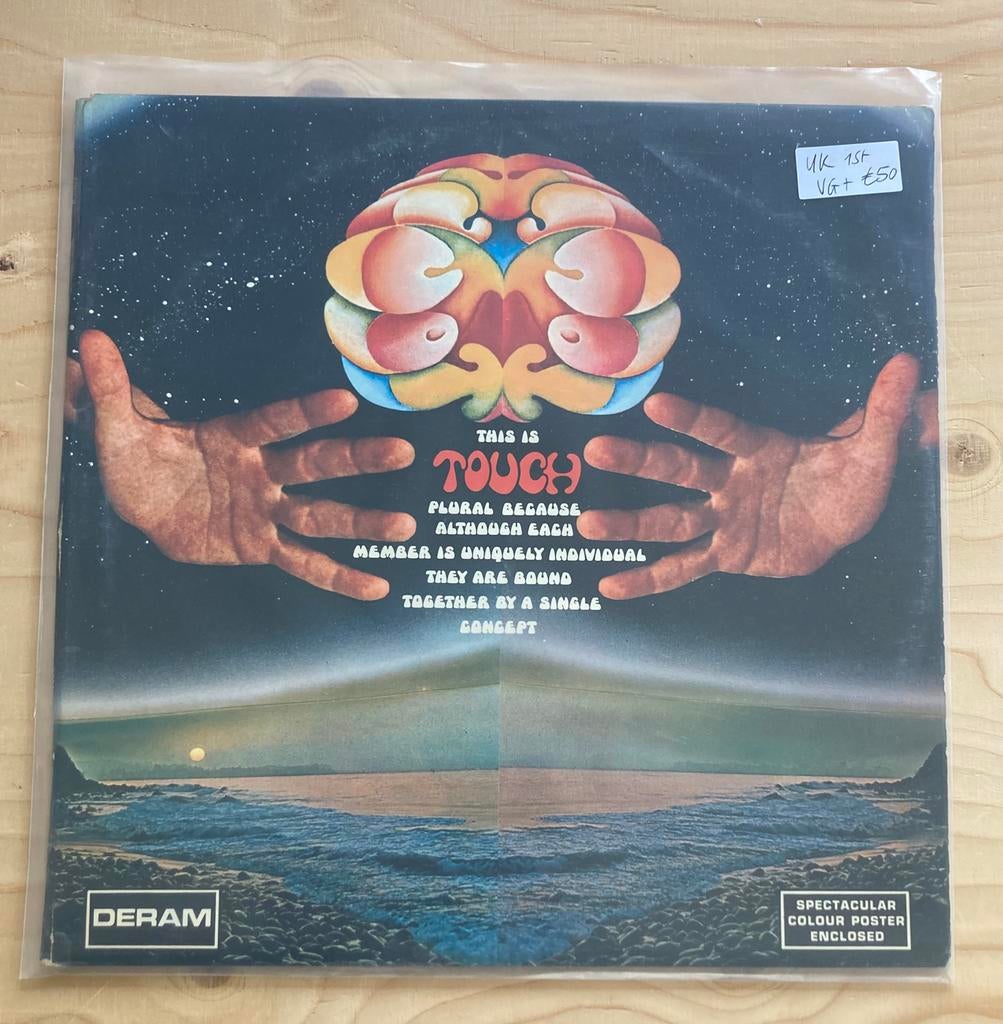 UK 1st
VG+ €50
THIS IS
TOUCH
PLURAL BECAUSE
ALTHOUGH EACH
MEMBER IS UNIQUELY INDIVIDUAL
THEY ARE BOUND
TOGETHER BY A SINGLE
CONCEPT
DERAM
SPECTACULAR
COLOUR POSTER
ENCLOSED